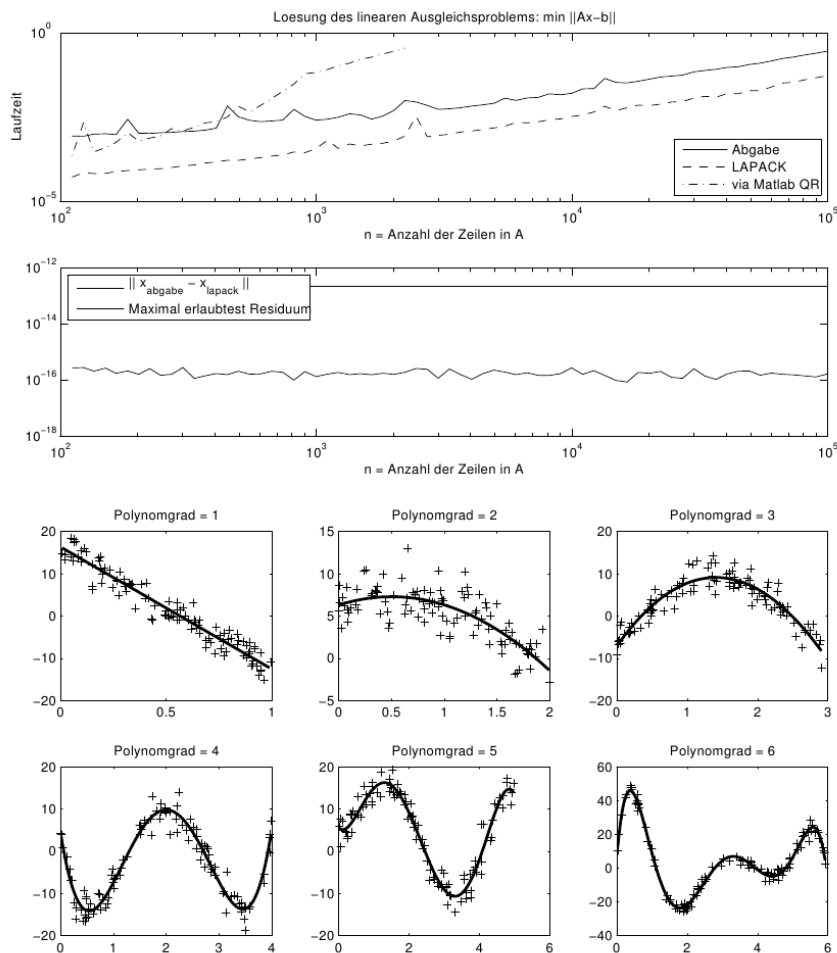 Loesung des linearen Ausgleichsproblems: min ||Ax−b||
10^0
10^−5
Laufzeit
Abgabe
LAPACK
via Matlab QR
10^2 10^3 10^4 10^5
n = Anzahl der Zeilen in A
10^−12
10^−14
10^−16
10^−18
|| x_abgabe − x_lapack ||
Maximal erlaubtest Residuum
10^2 10^3 10^4 10^5
n = Anzahl der Zeilen in A
Polynomgrad = 1
20
10
0
−10
−20
0 0.5 1
Polynomgrad = 2
15
10
5
0
−5
0 0.5 1 1.5 2
Polynomgrad = 3
20
10
0
−10
−20
0 1 2 3
Polynomgrad = 4
20
10
0
−10
−20
0 1 2 3 4
Polynomgrad = 5
20
10
0
−10
−20
0 2 4 6
Polynomgrad = 6
60
40
20
0
−20
−40
0 2 4 6